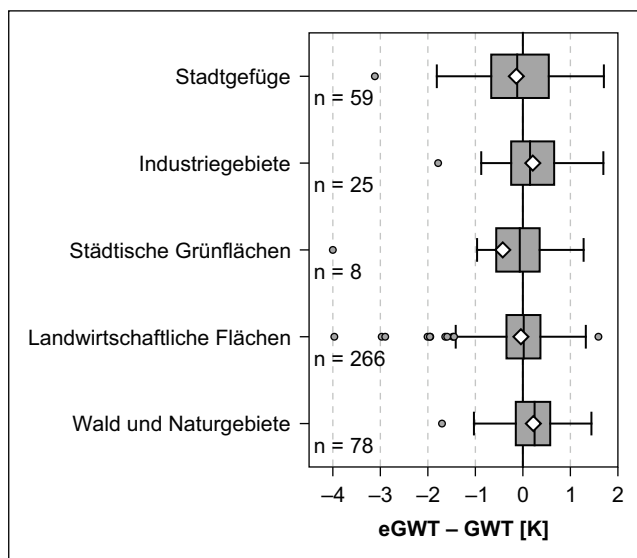 Stadtgefüge
n = 59
Industriegebiete
n = 25
Städtische Grünflächen
n = 8
Landwirtschaftliche Flächen
n = 266
Wald und Naturgebiete
n = 78
–4 –3 –2 –1 0 1 2
eGWT – GWT [K]